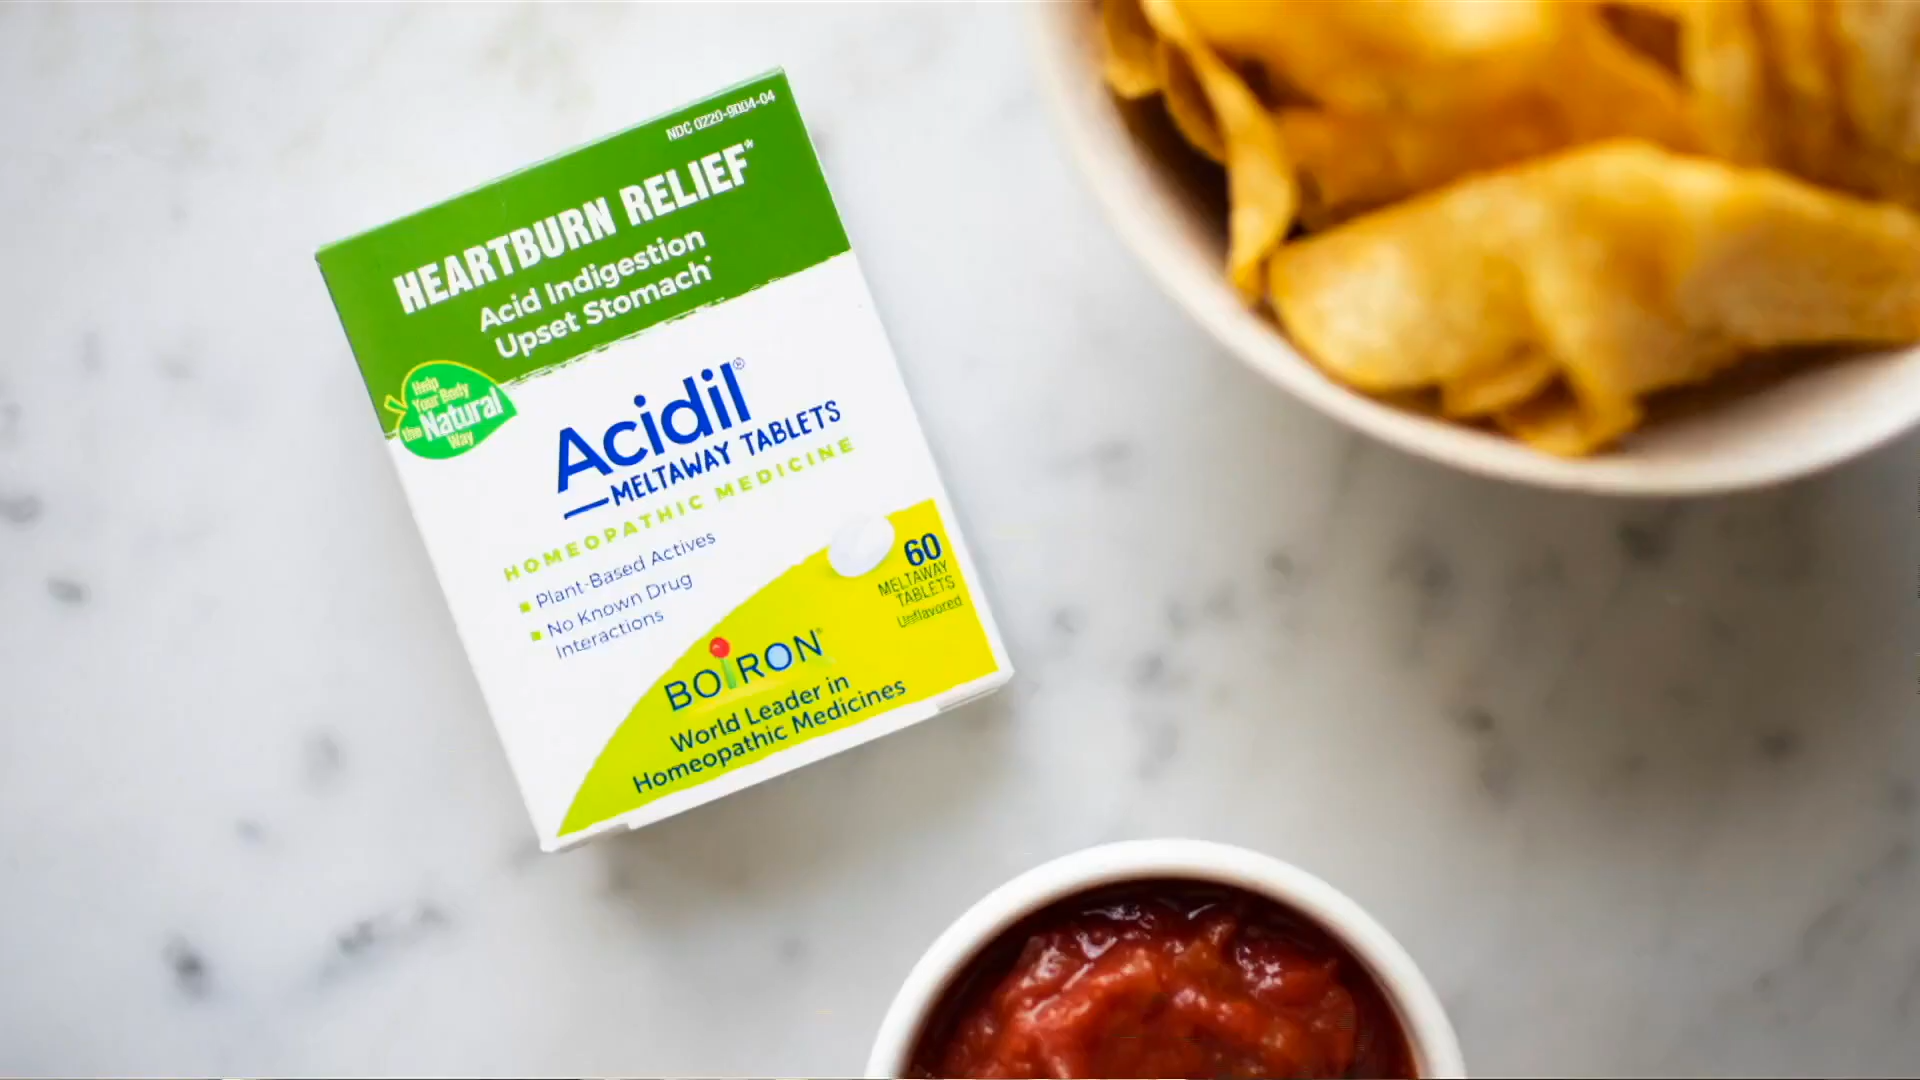 NDC 0220-9004-04
HEARTBURN RELIEF*
Acid Indigestion
Upset Stomach*
Help
Your Body
the Natural
Way
Acidil®
MELTAWAY TABLETS
HOMEOPATHIC MEDICINE
Plant-Based Actives
No Known Drug
Interactions
60
MELTAWAY
TABLETS
Unflavored
BOIRON®
World Leader in
Homeopathic Medicines